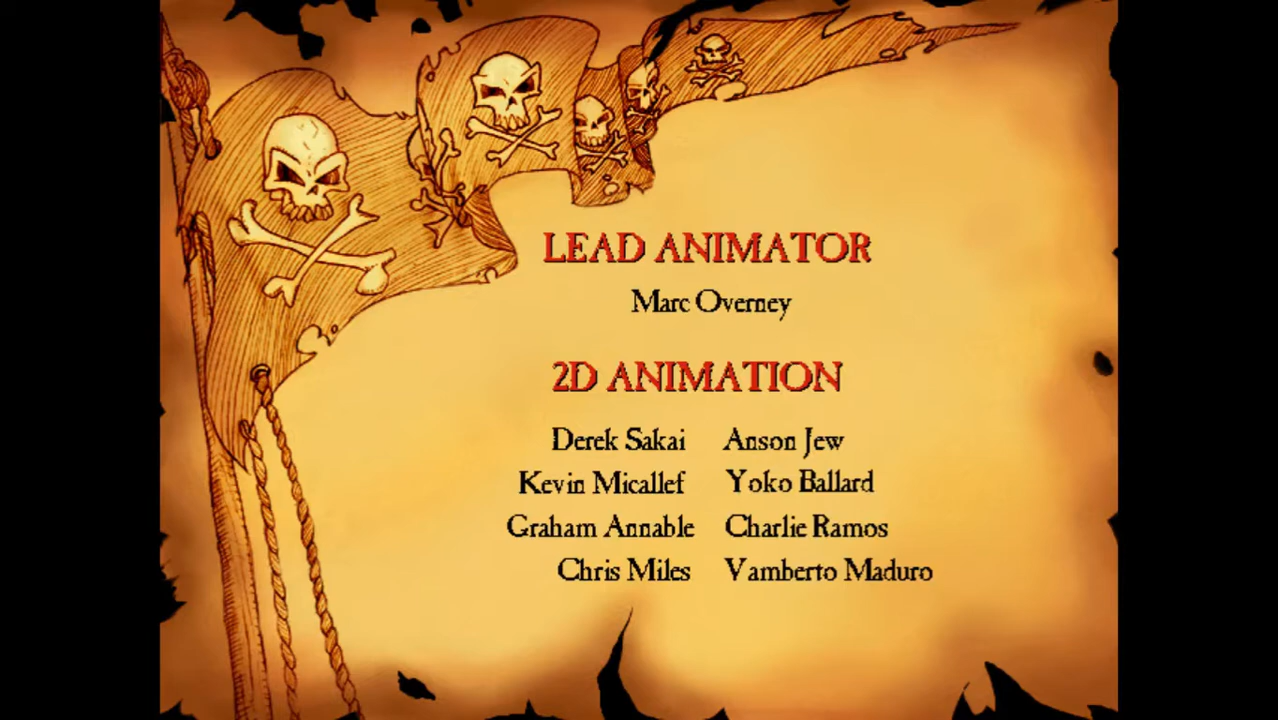 LEAD ANIMATOR
Marc Overney
2D ANIMATION
Derek Sakai Anson Jew
Kevin Micallef Yoko Ballard
Graham Annable Charlie Ramos
Chris Miles Vamberto Maduro